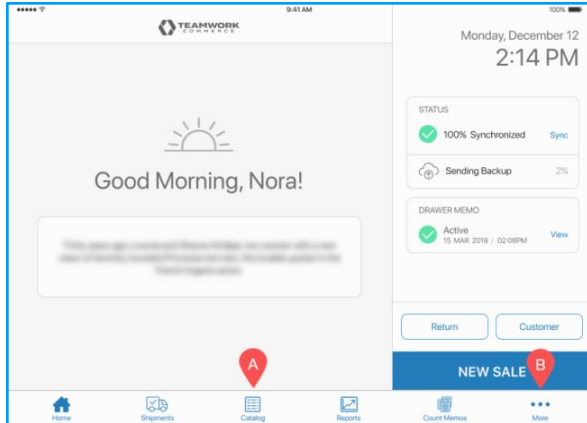 9:41 AM
100%
TEAMWORK
COMMERCE
Good Morning, Nora!
Monday, December 12
2:14 PM
STATUS
100% Synchronized Sync
Sending Backup 2%
DRAWER MEMO
Active
15 MAR 2019 / 02:08PM View
Return Customer
NEW SALE
A
B
Home Shipments Catalog Reports Count Memos More